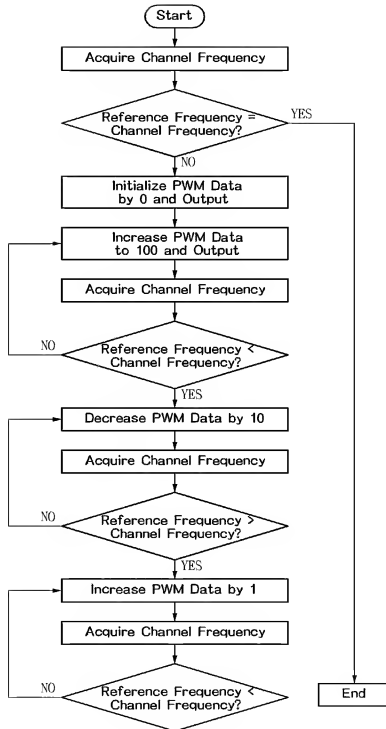 Start
Acquire Channel Frequency
Reference Frequency =
Channel Frequency?
YES
NO
Initialize PWM Data
by 0 and Output
Increase PWM Data
to 100 and Output
Acquire Channel Frequency
Reference Frequency <
Channel Frequency?
NO
YES
Decrease PWM Data by 10
Acquire Channel Frequency
Reference Frequency >
Channel Frequency?
NO
YES
Increase PWM Data by 1
Acquire Channel Frequency
Reference Frequency <
Channel Frequency?
NO
End